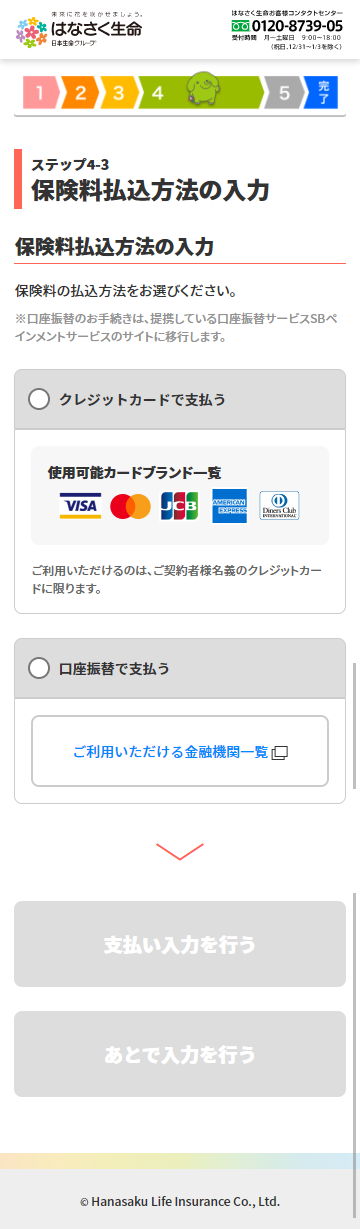 未来に花を咲かせましょう。
はなさく生命
日本生命グループ
はなさく生命お客様コンタクトセンター
0120-8739-05
受付時間 月〜土曜日 9:00〜18:00
(祝日、12/31〜1/3を除く)
1 2 3 4 5 完了
ステップ4-3
保険料払込方法の入力
保険料払込方法の入力
保険料の払込方法をお選びください。
※口座振替のお手続きは、提携している口座振替サービスSBペ
イメントサービスのサイトに移行します。
クレジットカードで支払う
使用可能カードブランド一覧
VISA mastercard JCB AMERICAN EXPRESS Diners Club INTERNATIONAL
ご利用いただけるのは、ご契約者様名義のクレジットカー
ドに限ります。
口座振替で支払う
ご利用いただける金融機関一覧
支払い入力を行う
あとで入力を行う
© Hanasaku Life Insurance Co., Ltd.